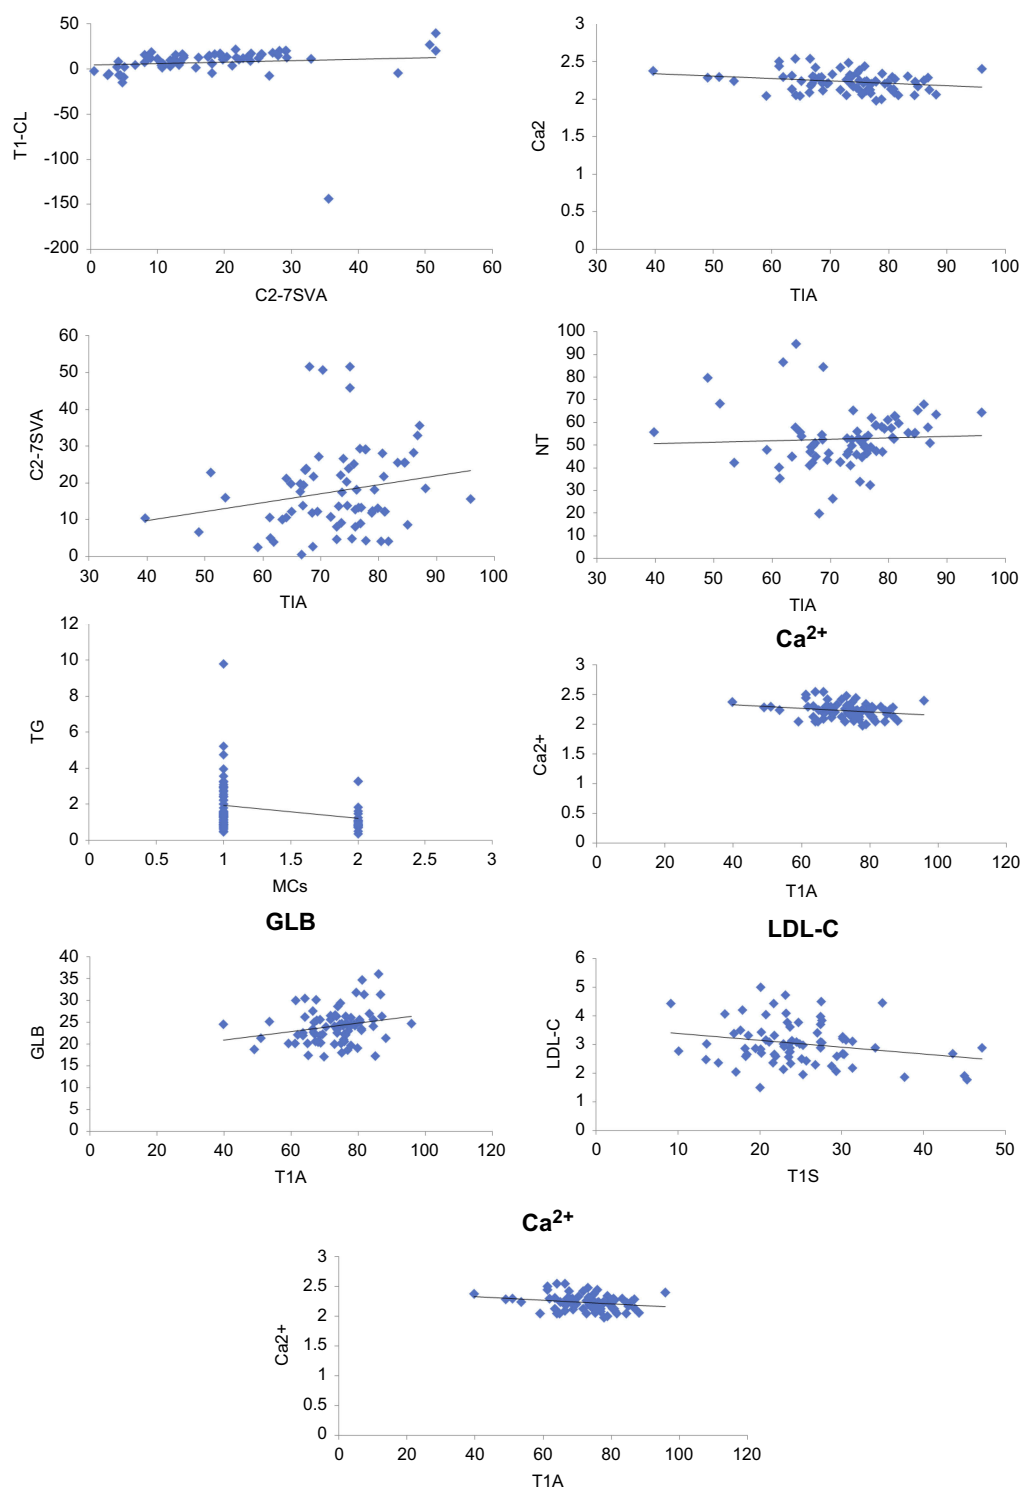 50
0
-50
-100
-150
-200
T1-CL
0 10 20 30 40 50 60
C2-7SVA
3
2.5
2
1.5
1
0.5
0
Ca2
30 40 50 60 70 80 90 100
TIA
60
50
40
30
20
10
0
C2-7SVA
30 40 50 60 70 80 90 100
TIA
100
90
80
70
60
50
40
30
20
10
0
NT
30 40 50 60 70 80 90 100
TIA
12
10
8
6
4
2
0
TG
0 0.5 1 1.5 2 2.5 3
MCs
Ca²⁺
3
2.5
2
1.5
1
0.5
0
Ca2+
0 20 40 60 80 100 120
T1A
GLB
40
35
30
25
20
15
10
5
0
GLB
0 20 40 60 80 100 120
T1A
LDL-C
6
5
4
3
2
1
0
LDL-C
0 10 20 30 40 50
T1S
Ca²⁺
3
2.5
2
1.5
1
0.5
0
Ca2+
0 20 40 60 80 100 120
T1A